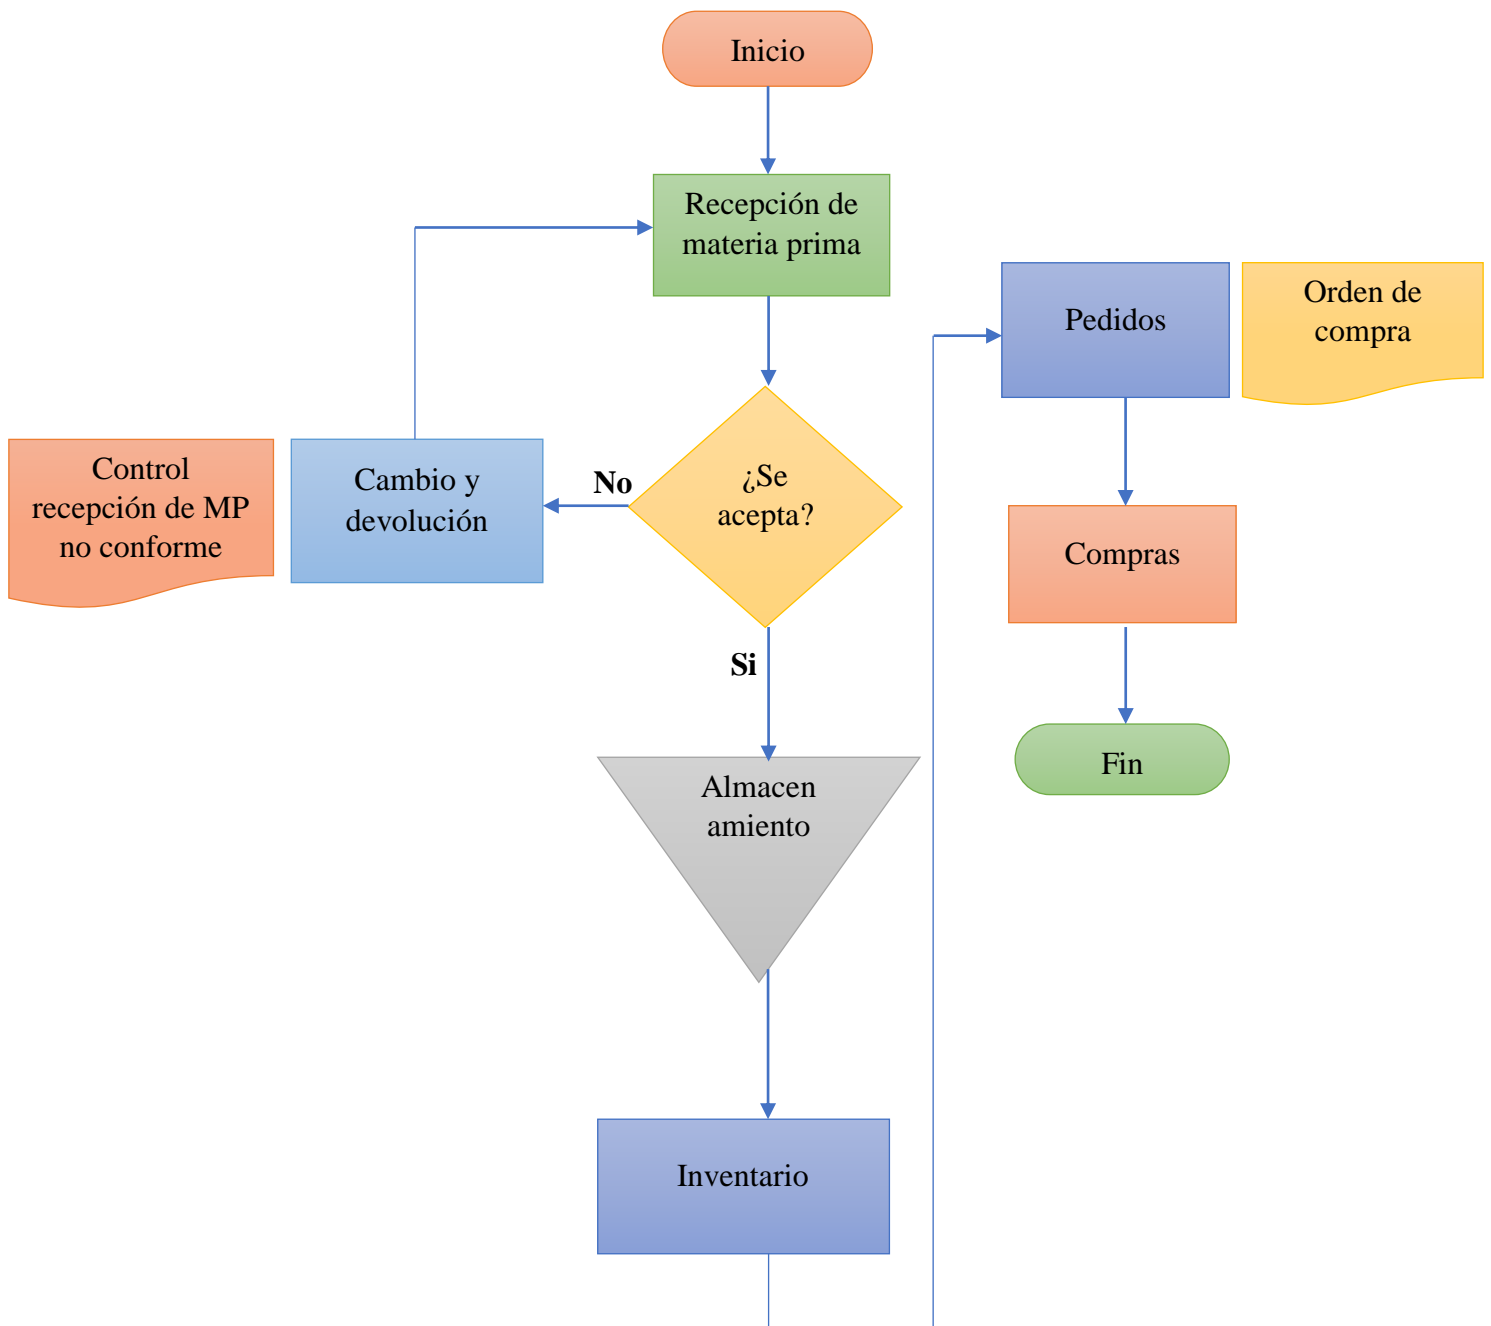 Inicio
Recepción de
materia prima
Pedidos
Orden de
compra
Control
recepción de MP
no conforme
Cambio y
devolución
No
¿Se
acepta?
Compras
Si
Almacen
amiento
Fin
Inventario